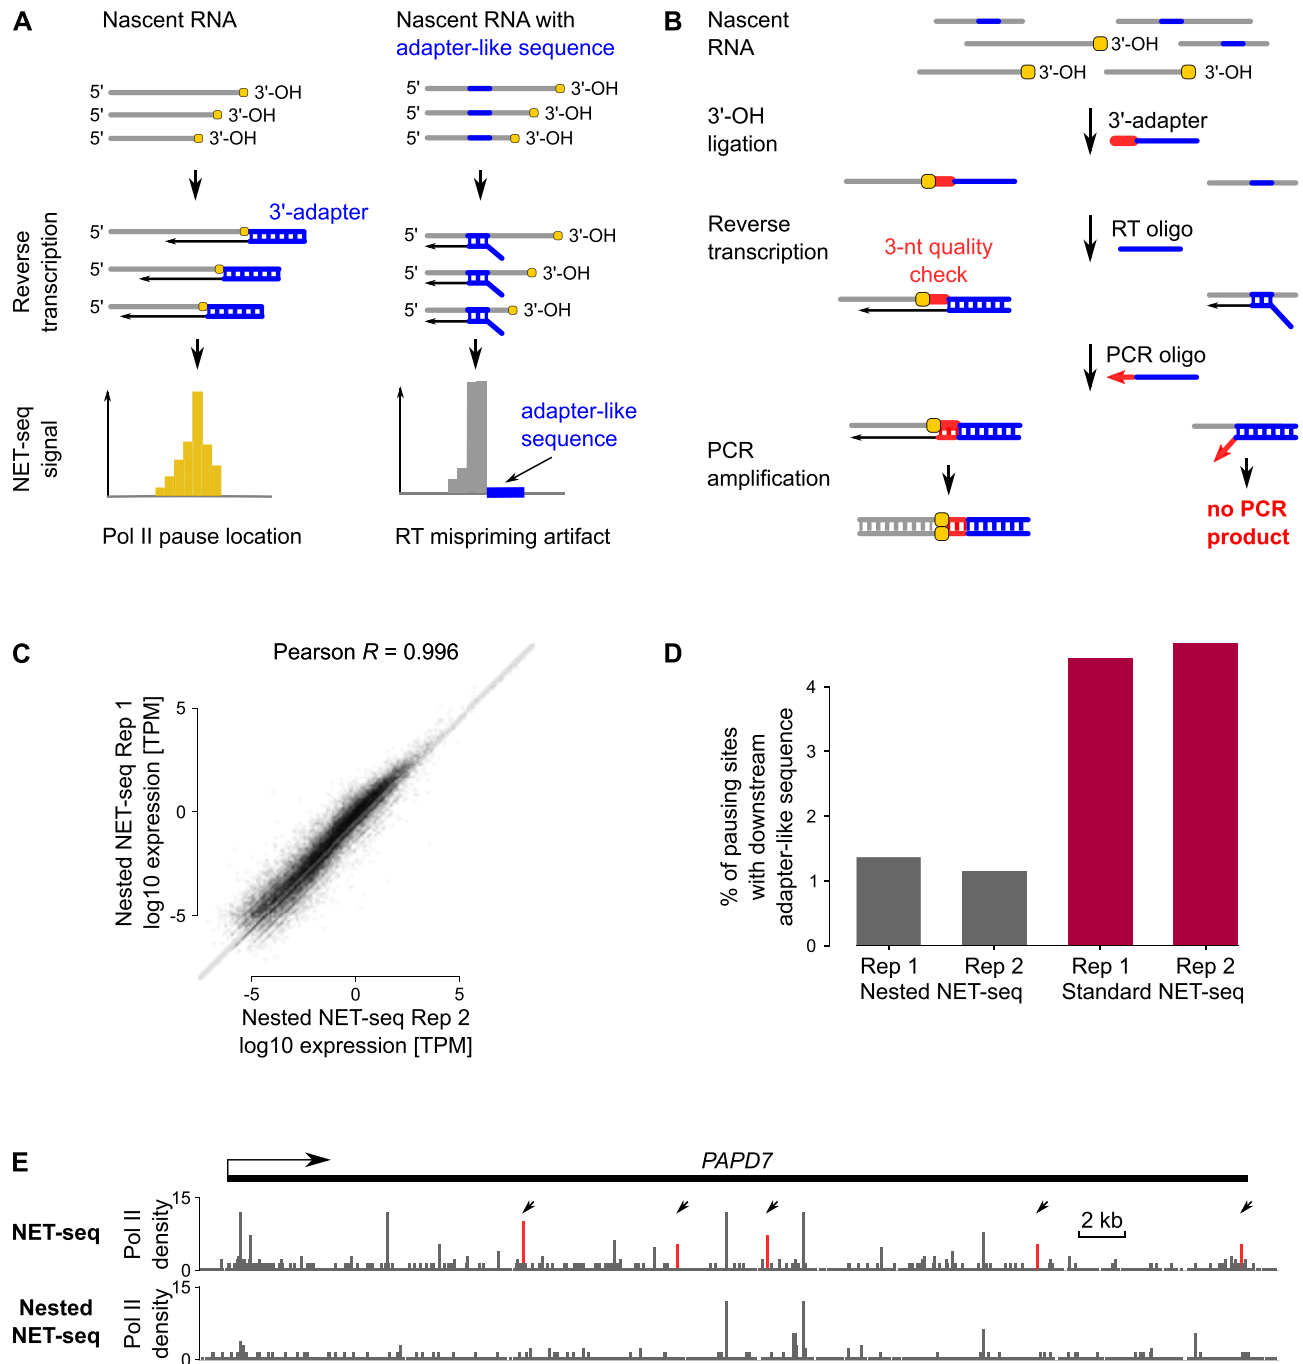 A
Nascent RNA
Nascent RNA with
adapter-like sequence
5' 3'-OH
5' 3'-OH
5' 3'-OH
5' 3'-OH
5' 3'-OH
5' 3'-OH
Reverse
transcription
3'-adapter
5'
5'
5'
5' 3'-OH
5' 3'-OH
5' 3'-OH
NET-seq
signal
adapter-like
sequence
Pol II pause location
RT mispriming artifact
B
Nascent
RNA
3'-OH
3'-OH
3'-OH
3'-OH
ligation
3'-adapter
Reverse
transcription
RT oligo
3-nt quality
check
PCR oligo
PCR
amplification
no PCR
product
C
Pearson R = 0.996
Nested NET-seq Rep 1
log10 expression [TPM]
5
0
-5
-5 0 5
Nested NET-seq Rep 2
log10 expression [TPM]
D
% of pausing sites
with downstream
adapter-like sequence
4
3
2
1
0
Rep 1 Rep 2 Rep 1 Rep 2
Nested NET-seq Standard NET-seq
E
PAPD7
NET-seq
Pol II
density
15
0
2 kb
Nested
NET-seq
Pol II
density
15
0